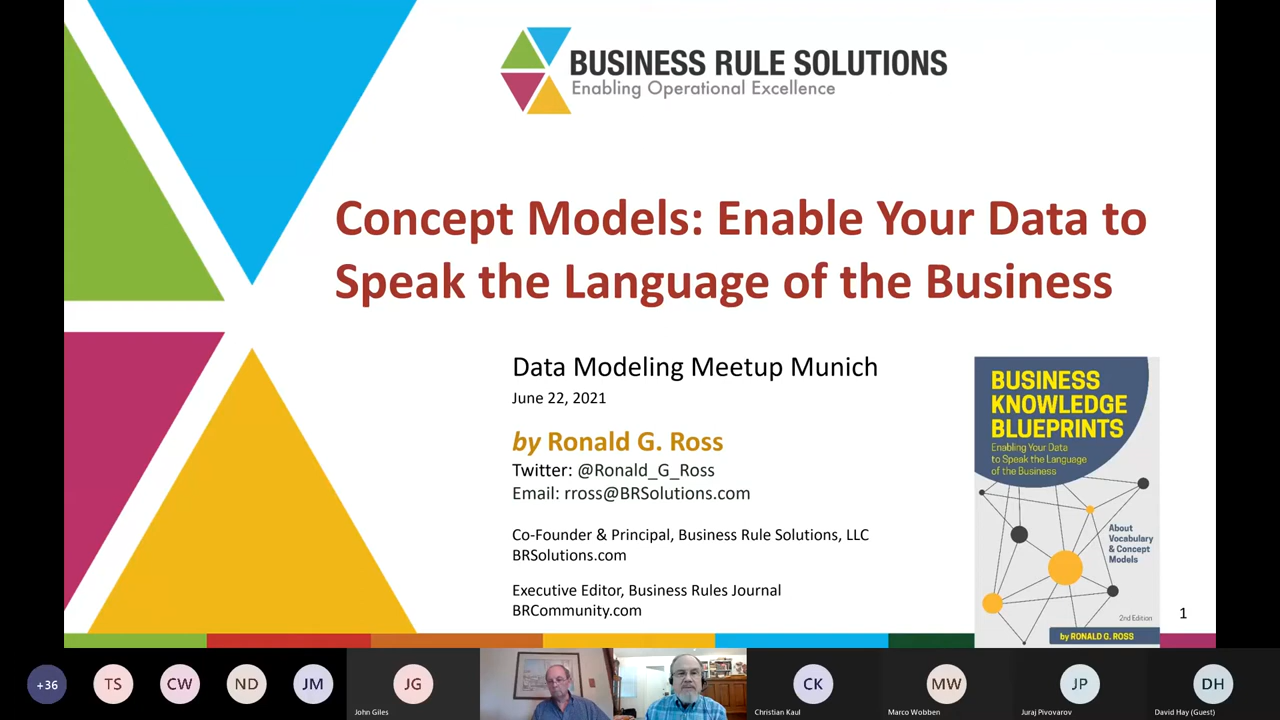 BUSINESS RULE SOLUTIONS
Enabling Operational Excellence
Concept Models: Enable Your Data to
Speak the Language of the Business
Data Modeling Meetup Munich
June 22, 2021
by Ronald G. Ross
Twitter: @Ronald_G_Ross
Email: rross@BRSolutions.com
Co-Founder & Principal, Business Rule Solutions, LLC
BRSolutions.com
Executive Editor, Business Rules Journal
BRCommunity.com
BUSINESS
KNOWLEDGE
BLUEPRINTS
Enabling Your Data
to Speak the Language
of the Business
About
Vocabulary
& Concept
Models
2nd Edition
by RONALD G. ROSS
1
+36
TS
CW
ND
JM
JG
John Giles
CK
Christian Kaul
MW
Marco Wobben
JP
Juraj Pivovarov
DH
David Hay (Guest)